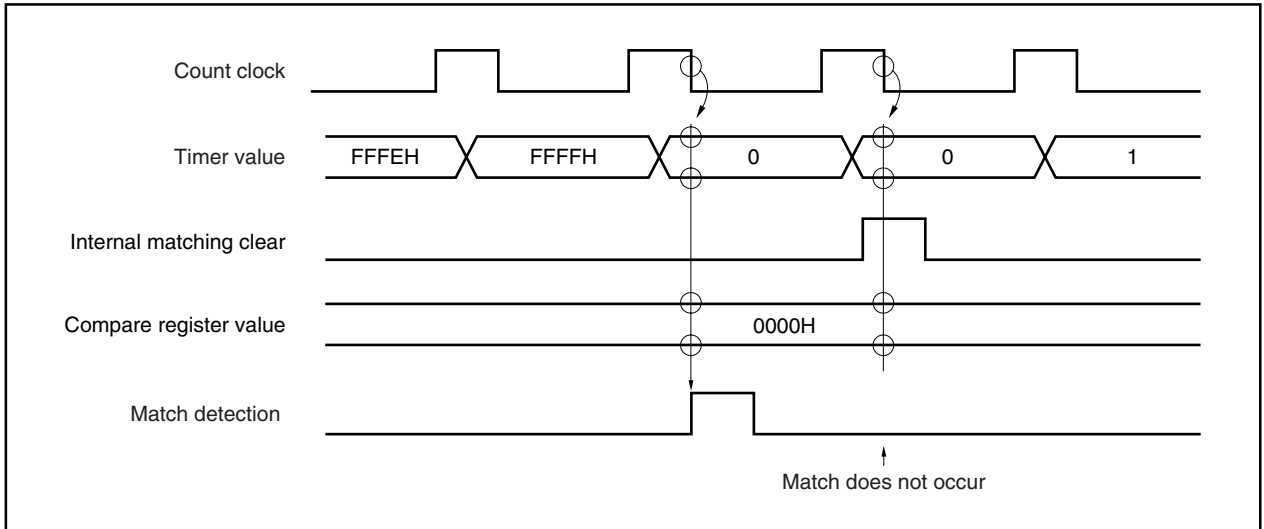 Count clock
Timer value
FFFEH
FFFFH
0
0
1
Internal matching clear
Compare register value
0000H
Match detection
Match does not occur